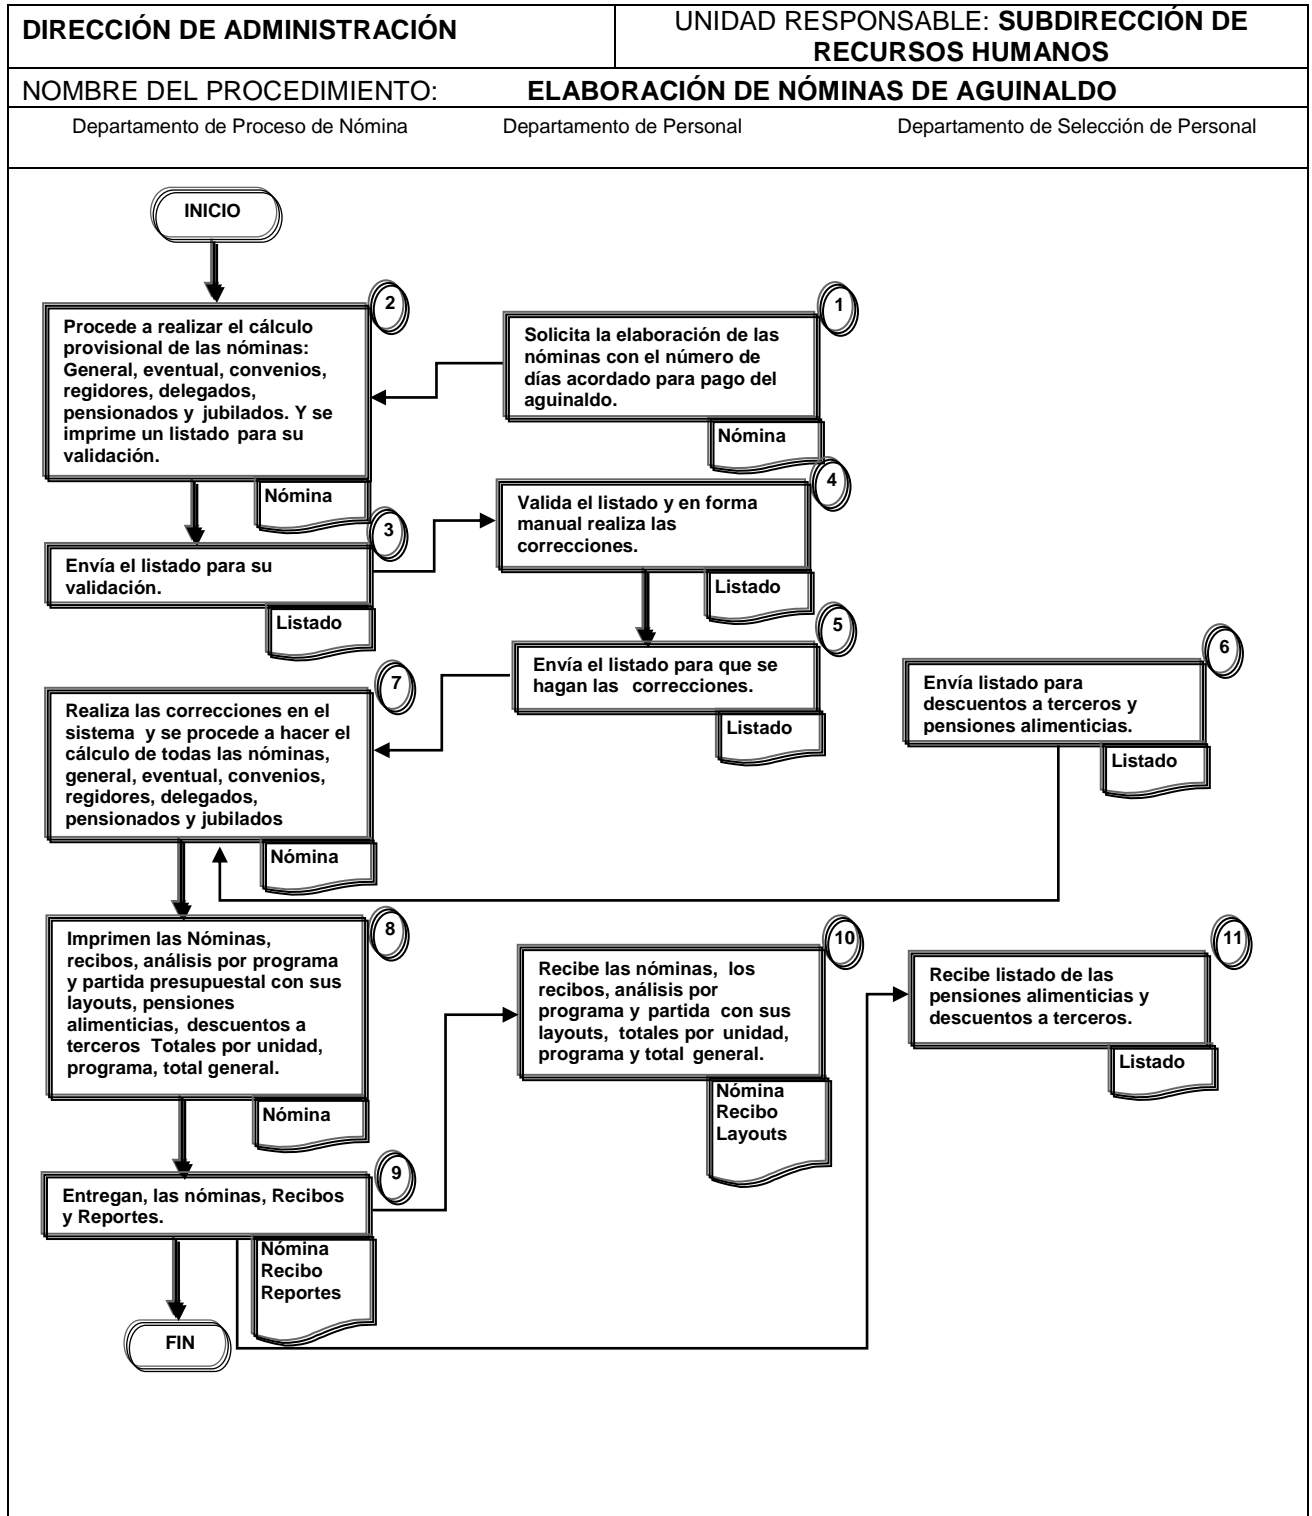 DIRECCIÓN DE ADMINISTRACIÓN
UNIDAD RESPONSABLE: SUBDIRECCIÓN DE
RECURSOS HUMANOS
NOMBRE DEL PROCEDIMIENTO: ELABORACIÓN DE NÓMINAS DE AGUINALDO
Departamento de Proceso de Nómina
Departamento de Personal
Departamento de Selección de Personal
INICIO
1
Solicita la elaboración de las
nóminas con el número de
días acordado para pago del
aguinaldo.
Nómina
2
Procede a realizar el cálculo
provisional de las nóminas:
General, eventual, convenios,
regidores, delegados,
pensionados y jubilados. Y se
imprime un listado para su
validación.
Nómina
3
Envía el listado para su
validación.
Listado
4
Valida el listado y en forma
manual realiza las
correcciones.
Listado
5
Envía el listado para que se
hagan las correcciones.
Listado
6
Envía listado para
descuentos a terceros y
pensiones alimenticias.
Listado
7
Realiza las correcciones en el
sistema y se procede a hacer el
cálculo de todas las nóminas,
general, eventual, convenios,
regidores, delegados,
pensionados y jubilados
Nómina
8
Imprimen las Nóminas,
recibos, análisis por programa
y partida presupuestal con sus
layouts, pensiones
alimenticias, descuentos a
terceros Totales por unidad,
programa, total general.
Nómina
9
Entregan, las nóminas, Recibos
y Reportes.
Nómina
Recibo
Reportes
10
Recibe las nóminas, los
recibos, análisis por
programa y partida con sus
layouts, totales por unidad,
programa y total general.
Nómina
Recibo
Layouts
11
Recibe listado de las
pensiones alimenticias y
descuentos a terceros.
Listado
FIN